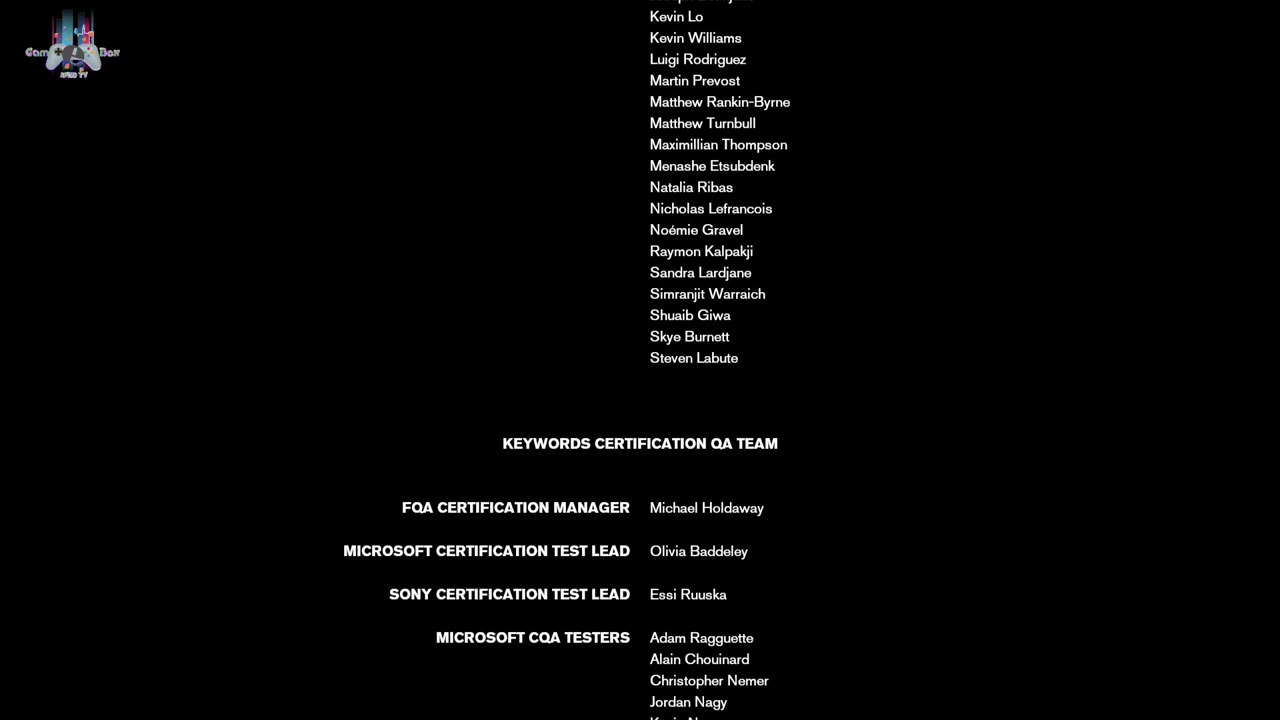 Kevin Lo
Kevin Williams
Luigi Rodriguez
Martin Prevost
Matthew Rankin-Byrne
Matthew Turnbull
Maximillian Thompson
Menashe Etsubdenk
Natalia Ribas
Nicholas Lefrancois
Noémie Gravel
Raymon Kalpakji
Sandra Lardjane
Simranjit Warraich
Shuaib Giwa
Skye Burnett
Steven Labute
KEYWORDS CERTIFICATION QA TEAM
FQA CERTIFICATION MANAGER Michael Holdaway
MICROSOFT CERTIFICATION TEST LEAD Olivia Baddeley
SONY CERTIFICATION TEST LEAD Essi Ruuska
MICROSOFT CQA TESTERS Adam Ragguette
Alain Chouinard
Christopher Nemer
Jordan Nagy